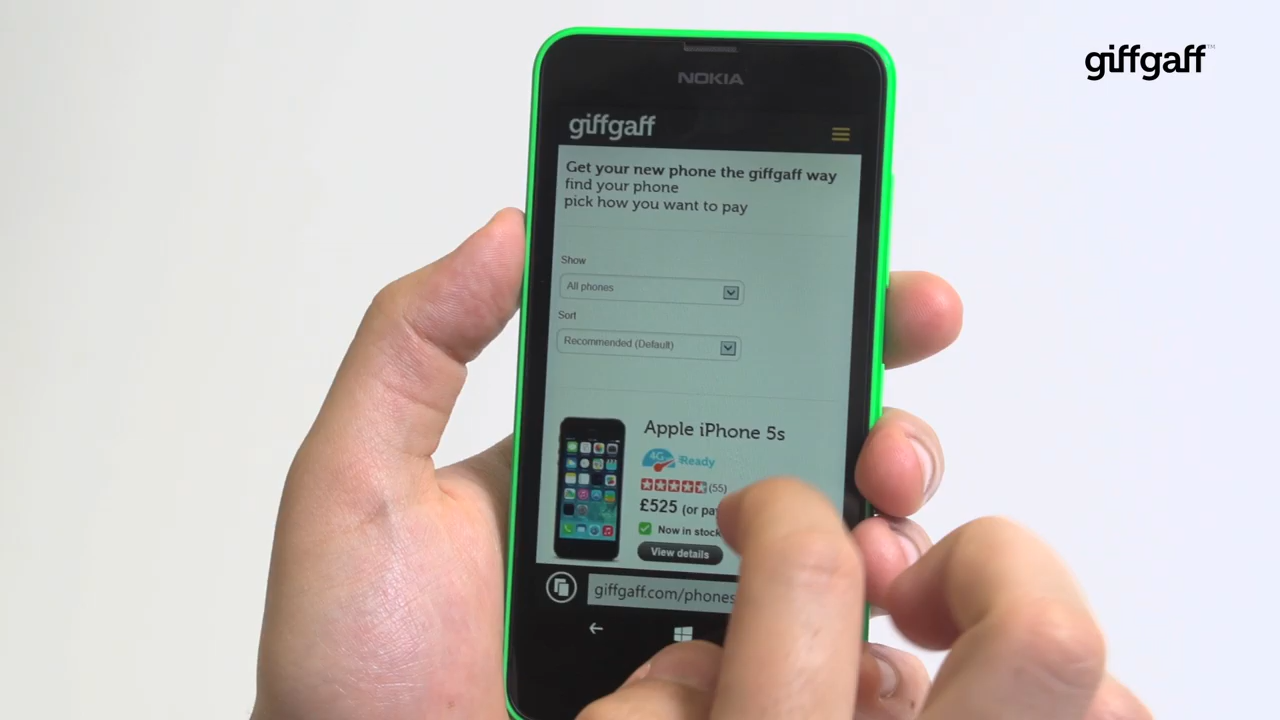 giffgaff™
NOKIA
giffgaff
Get your new phone the giffgaff way
find your phone
pick how you want to pay
Show
All phones
Sort
Recommended (Default)
Apple iPhone 5s
4G Ready
(55)
£525 (or pay
Now in stock
View details
giffgaff.com/phones